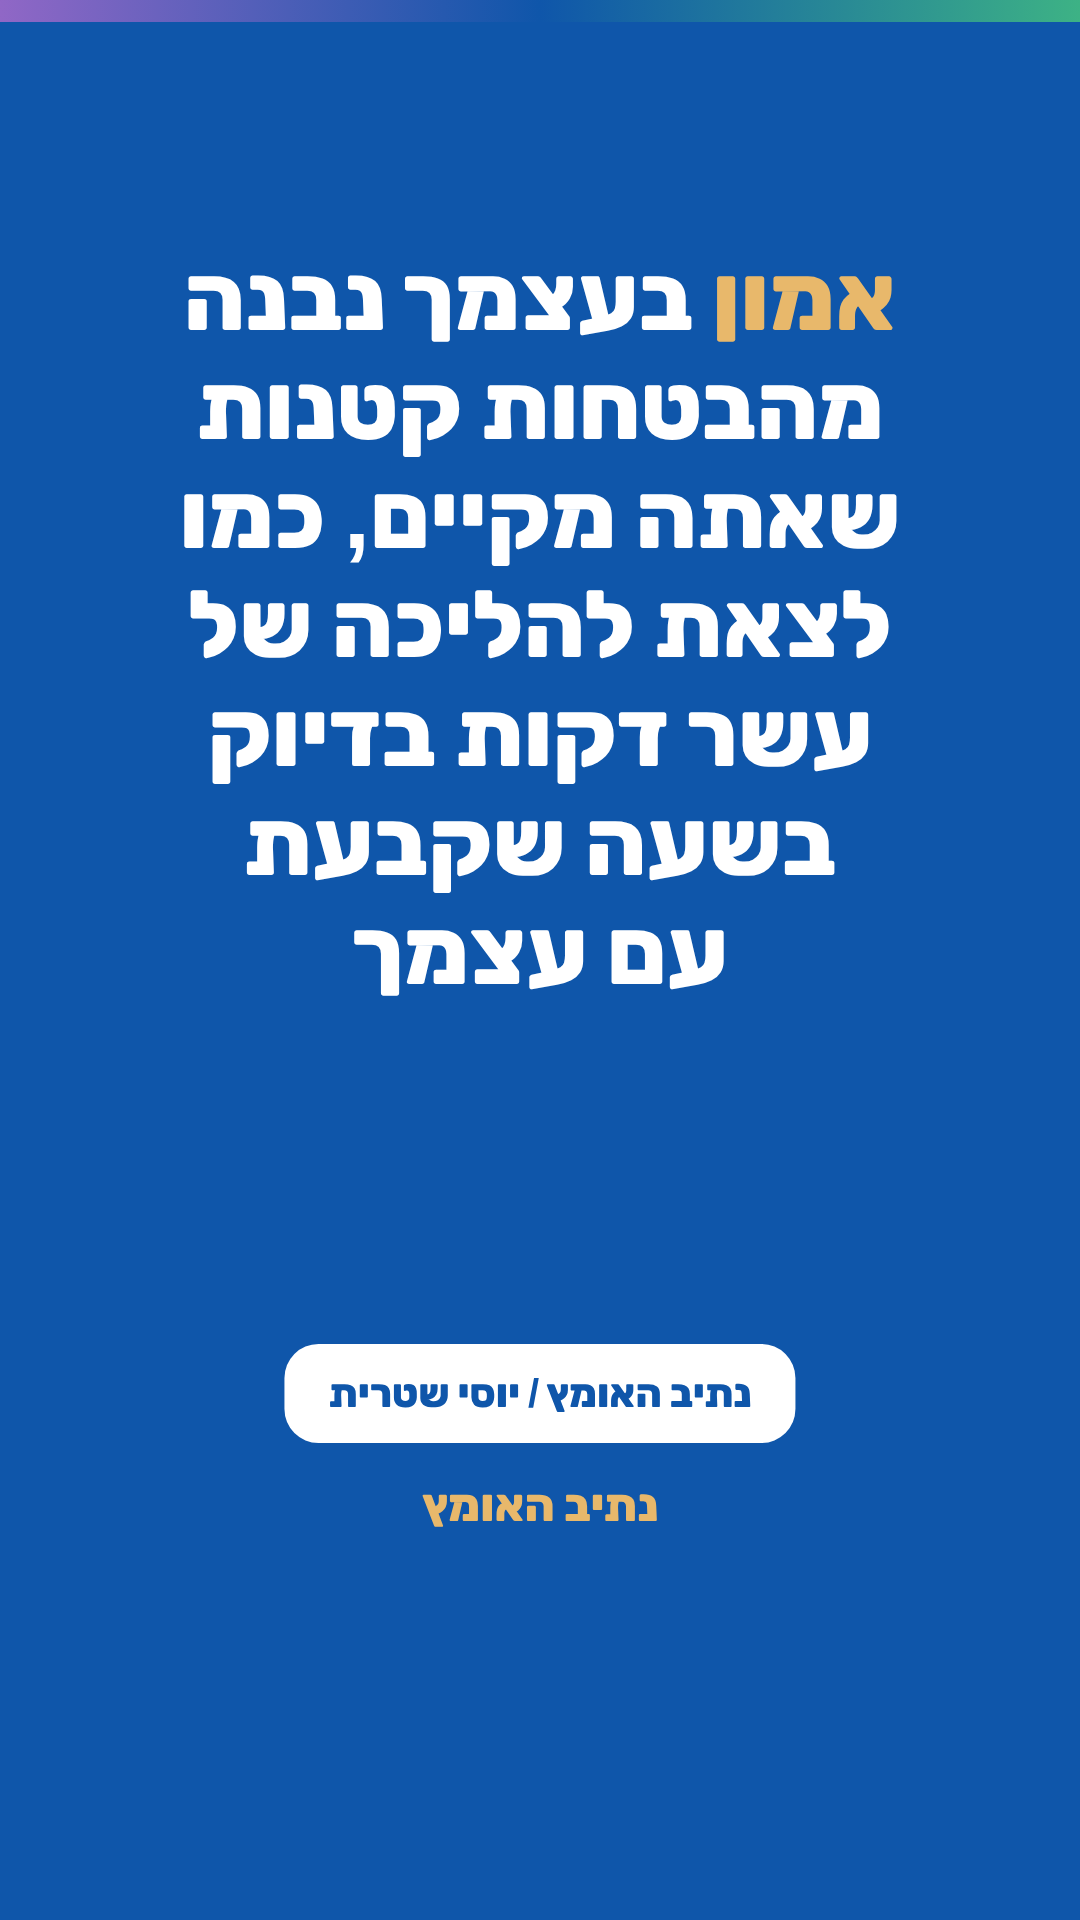 אמון בעצמך נבנה
מהבטחות קטנות
שאתה מקיים, כמו
לצאת להליכה של
עשר דקות בדיוק
בשעה שקבעת
עם עצמך
נתיב האומץ / יוסי שטרית
נתיב האומץ